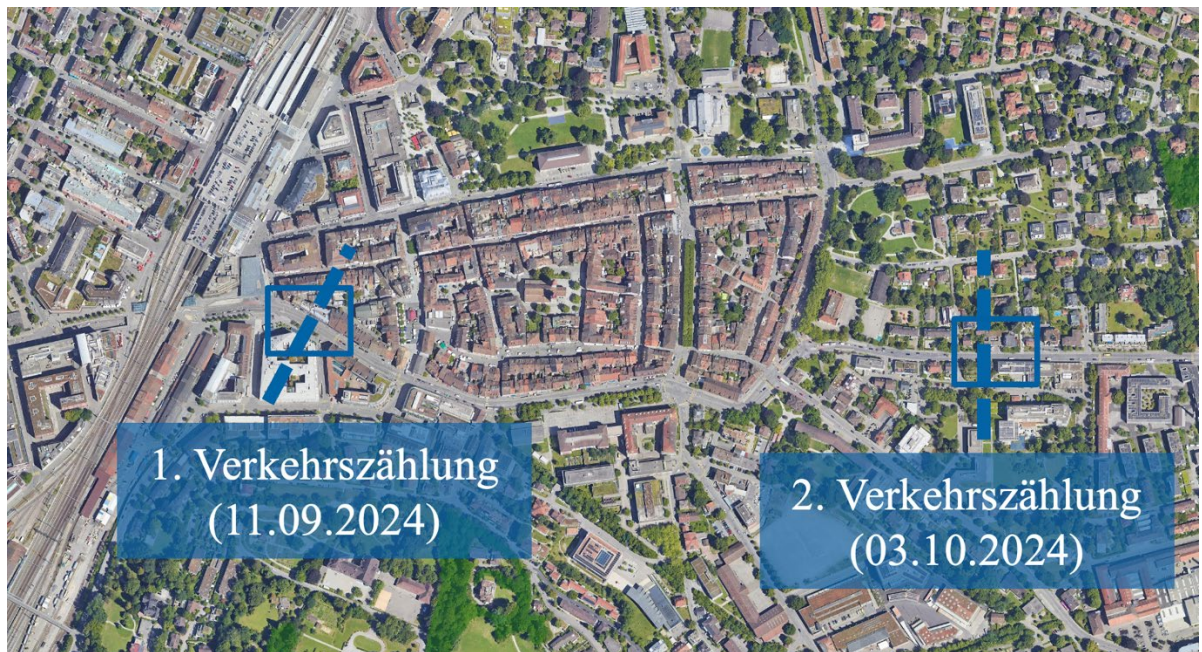 1. Verkehrszählung
(11.09.2024)
2. Verkehrszählung
(03.10.2024)